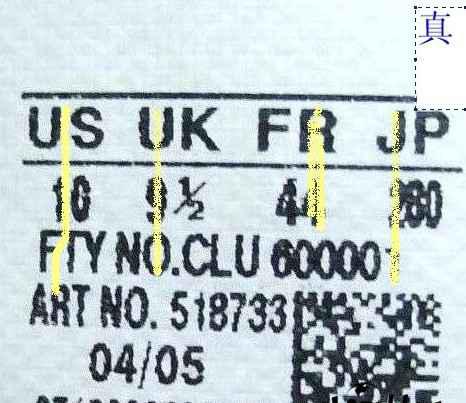 真
US UK FR JP
10 9½ 44 280
FTY NO.CLU 600001
ART NO. 518733
04/05